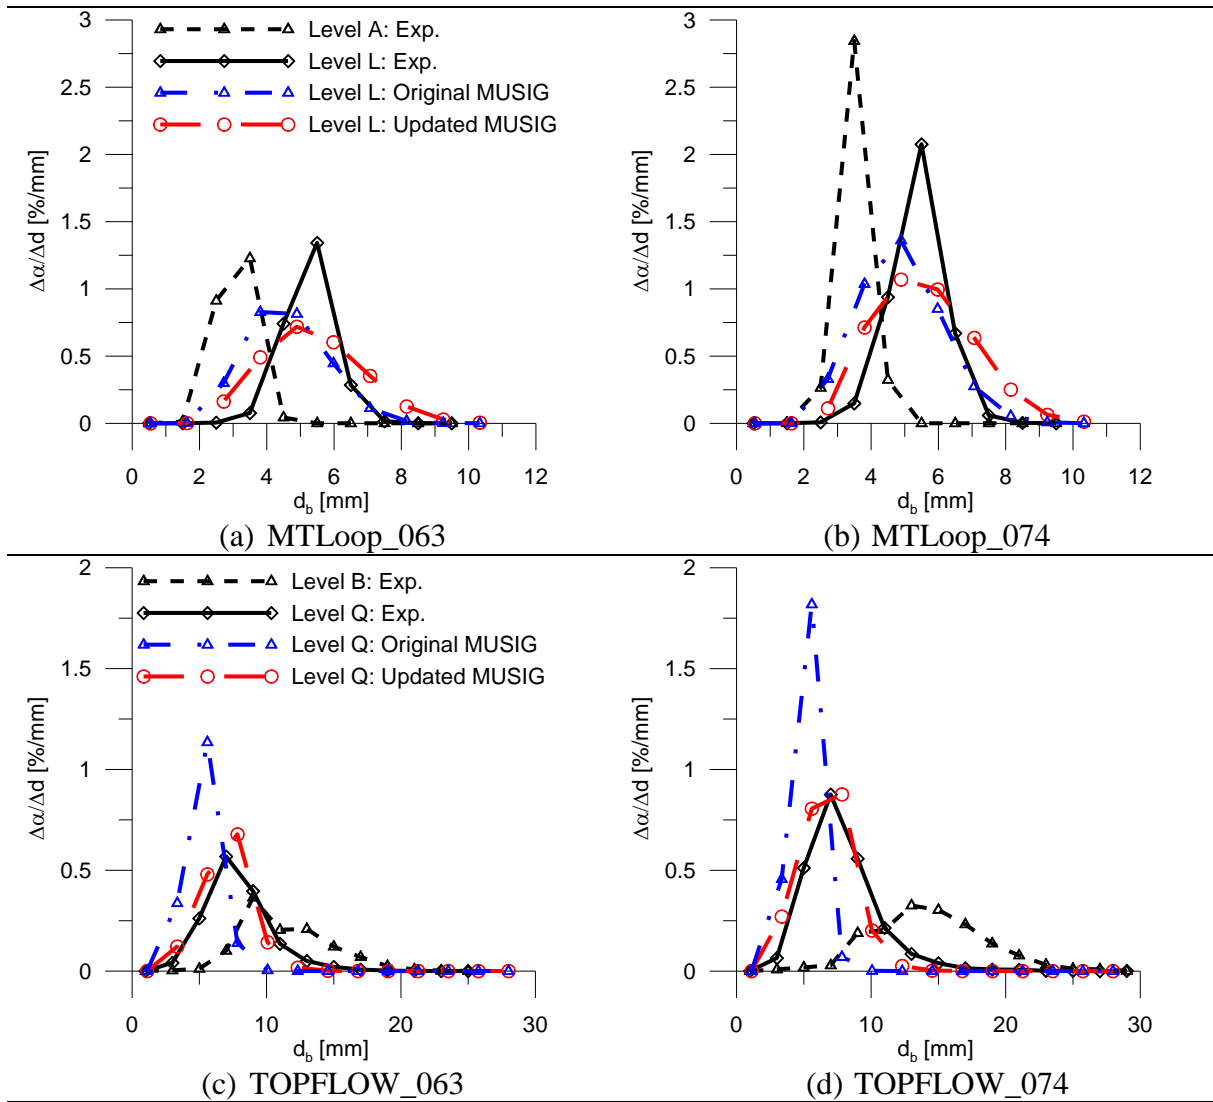 3
2.5
2
1.5
1
0.5
0
Δα/Δd [%/mm]
Level A: Exp.
Level L: Exp.
Level L: Original MUSIG
Level L: Updated MUSIG
0 2 4 6 8 10 12
d_b [mm]
(a) MTLoop_063
3
2.5
2
1.5
1
0.5
0
Δα/Δd [%/mm]
0 2 4 6 8 10 12
d_b [mm]
(b) MTLoop_074
2
1.5
1
0.5
0
Δα/Δd [%/mm]
Level B: Exp.
Level Q: Exp.
Level Q: Original MUSIG
Level Q: Updated MUSIG
0 10 20 30
d_b [mm]
(c) TOPFLOW_063
2
1.5
1
0.5
0
Δα/Δd [%/mm]
0 10 20 30
d_b [mm]
(d) TOPFLOW_074